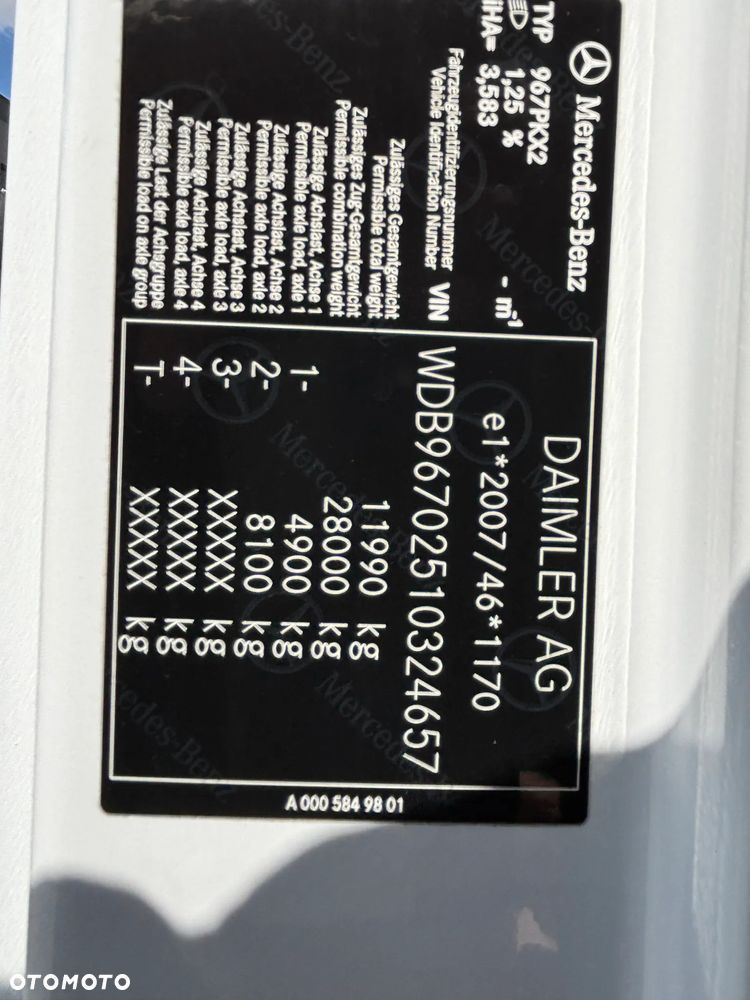 Mercedes-Benz
TYP 967PKX2
1,25 % - m-1
iHA= 3,583
DAIMLER AG
e1*2007/46*1170
Fahrzeugidentifizierungsnummer
Vehicle Identification Number VIN WDB96702510324657
Zulässiges Gesamtgewicht
Permissible total weight 11990 kg
Zulässiges Zug-Gesamtgewicht
Permissible combination weight 28000 kg
Zulässige Achslast, Achse 1
Permissible axle load, axle 1 1- 4900 kg
Zulässige Achslast, Achse 2
Permissible axle load, axle 2 2- 8100 kg
Zulässige Achslast, Achse 3
Permissible axle load, axle 3 3- XXXXX kg
Zulässige Achslast, Achse 4
Permissible axle load, axle 4 4- XXXXX kg
Zulässige Last der Achsgruppe
Permissible load on axle group T- XXXXX kg
A 000 584 98 01
OTOMOTO